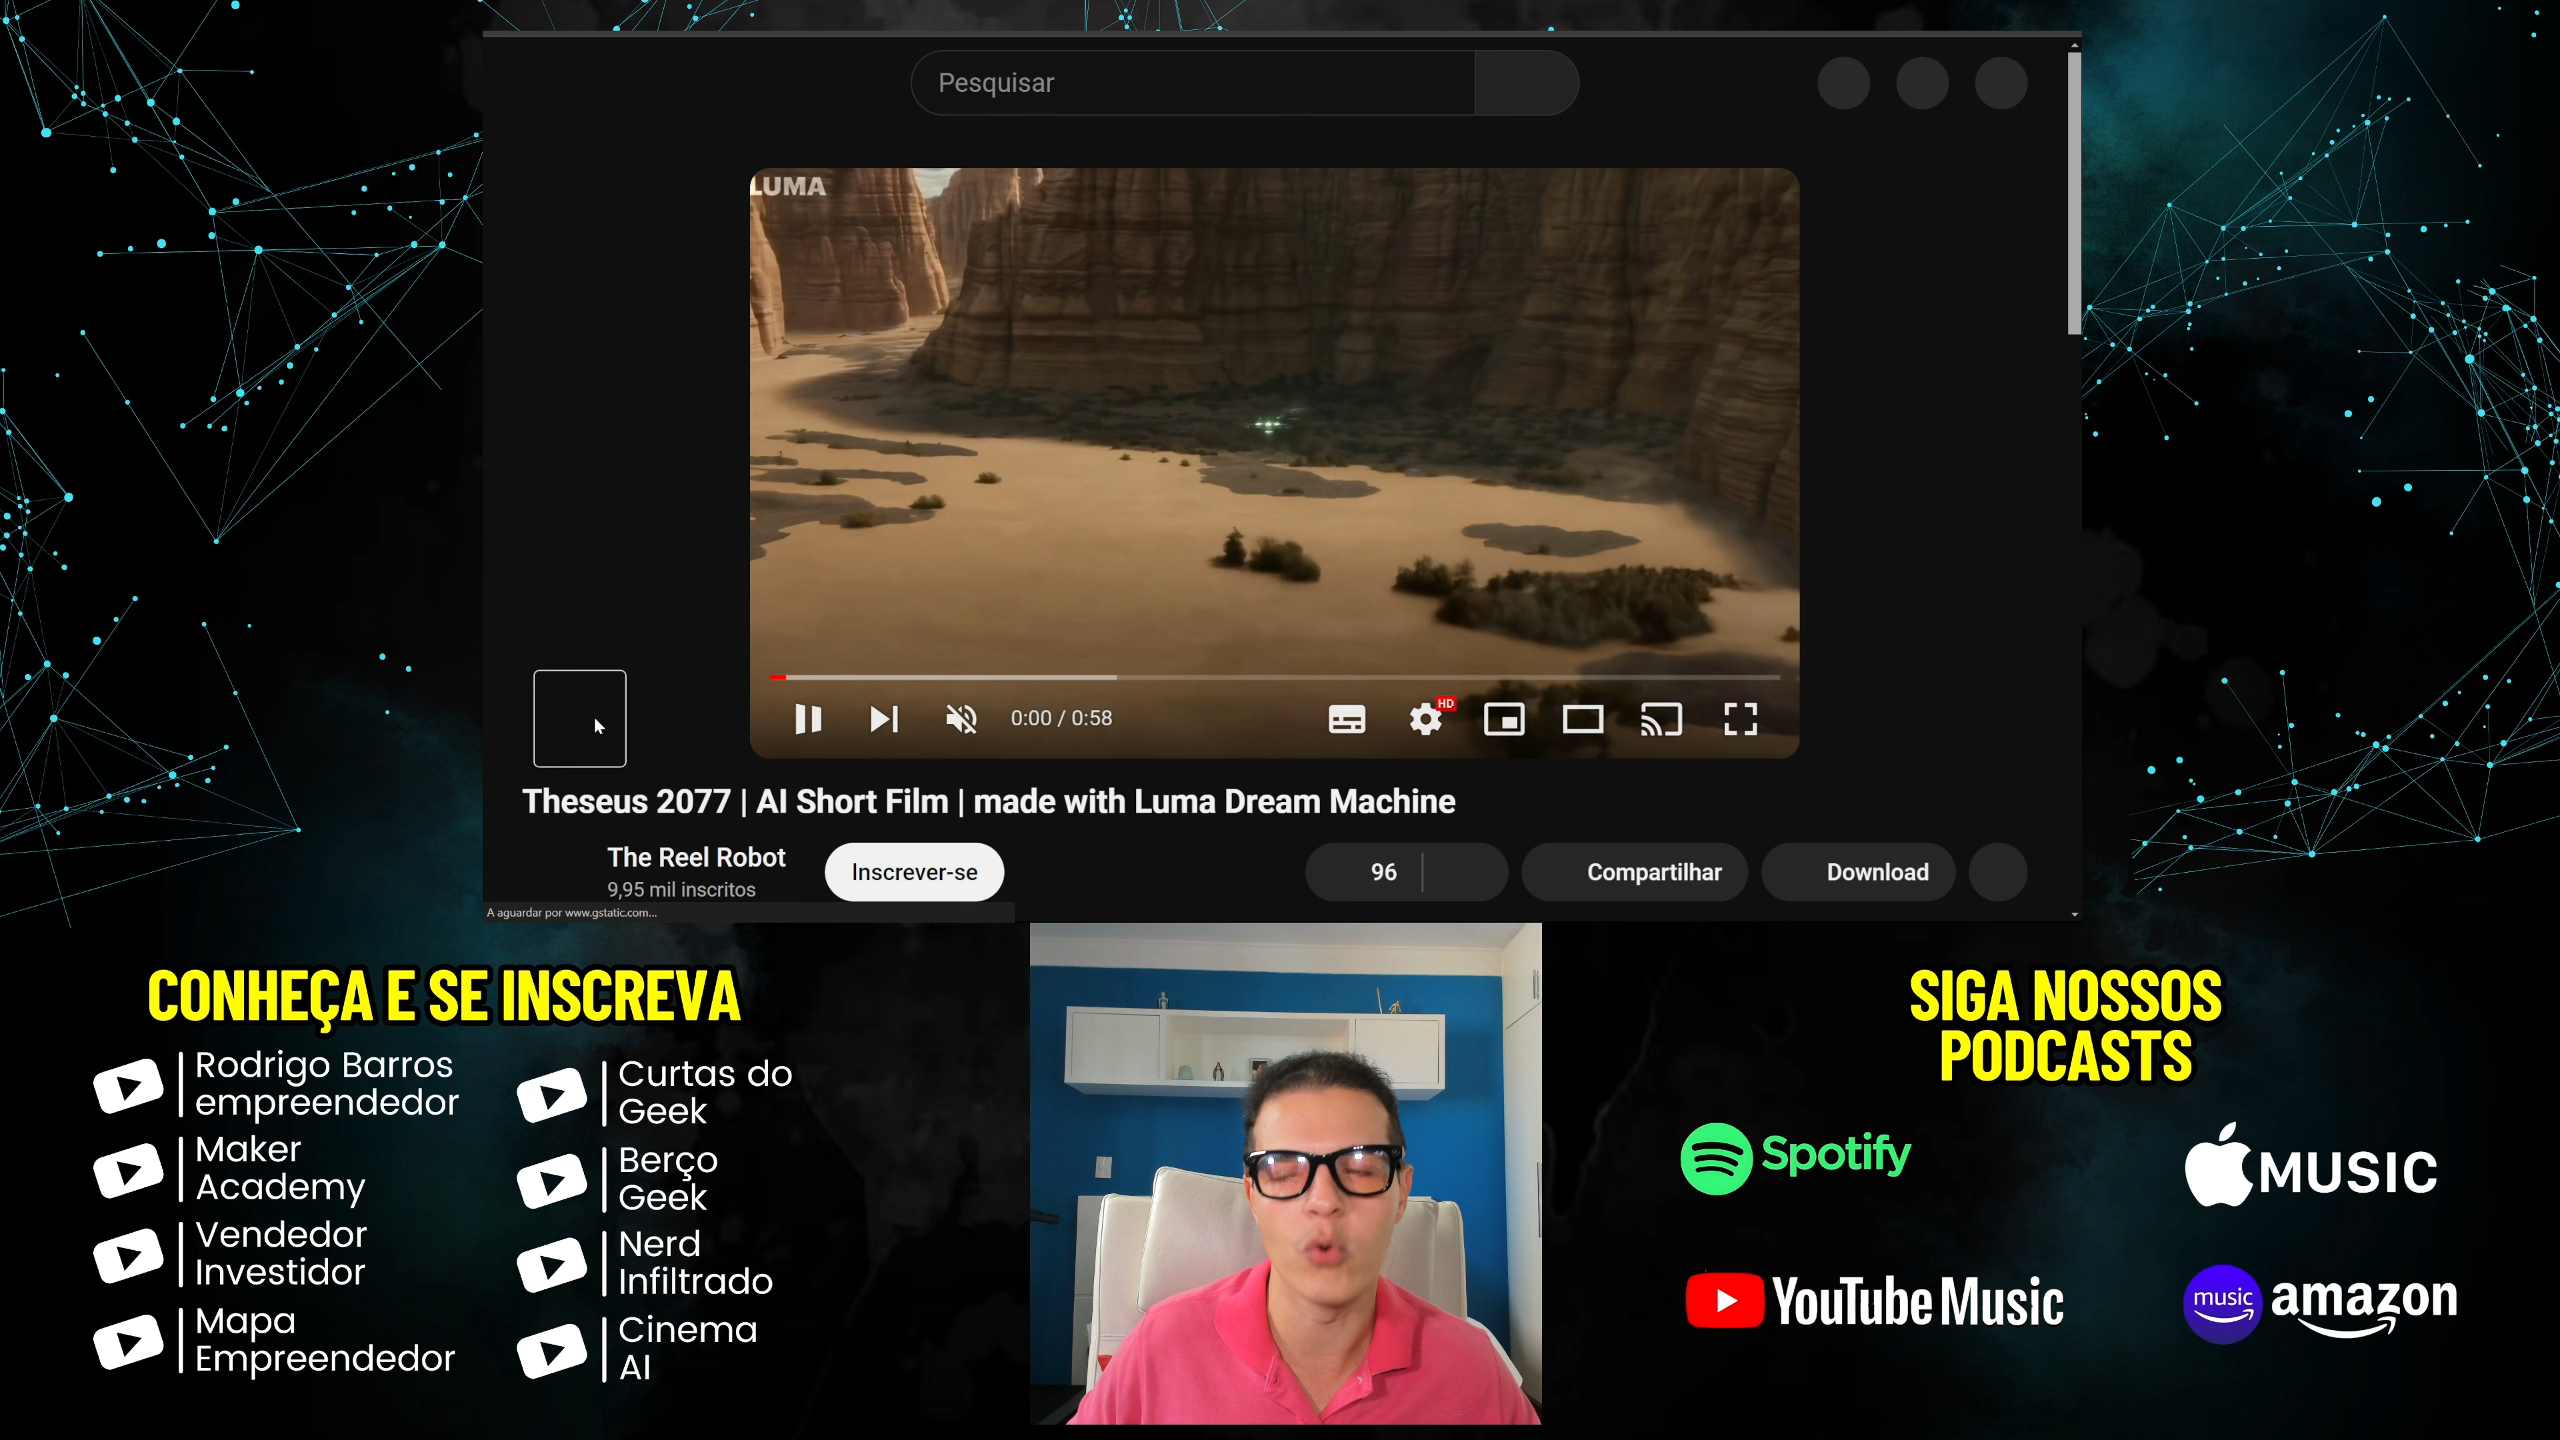 Pesquisar
LUMA
0:00 / 0:58
HD
Theseus 2077 | AI Short Film | made with Luma Dream Machine
The Reel Robot
9,95 mil inscritos
Inscrever-se
96
Compartilhar
Download
A aguardar por www.gstatic.com...
CONHEÇA E SE INSCREVA
Rodrigo Barros
empreendedor
Maker
Academy
Vendedor
Investidor
Mapa
Empreendedor
Curtas do
Geek
Berço
Geek
Nerd
Infiltrado
Cinema
AI
SIGA NOSSOS
PODCASTS
Spotify
MUSIC
YouTube Music
music
amazon